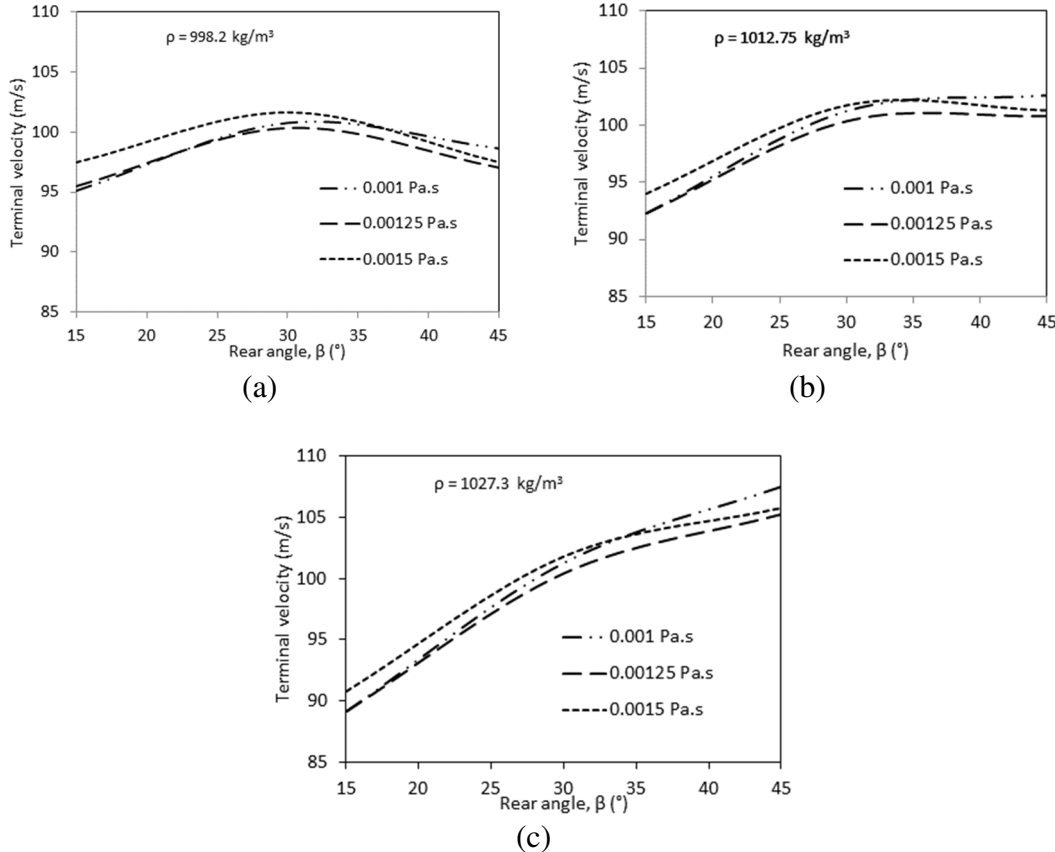 110
105
100
95
90
85
Terminal velocity (m/s)
ρ = 998.2 kg/m³
0.001 Pa.s
0.00125 Pa.s
0.0015 Pa.s
15 20 25 30 35 40 45
Rear angle, β (°)
(a)
110
105
100
95
90
85
Terminal velocity (m/s)
ρ = 1012.75 kg/m³
0.001 Pa.s
0.00125 Pa.s
0.0015 Pa.s
15 20 25 30 35 40 45
Rear angle, β (°)
(b)
110
105
100
95
90
85
Terminal velocity (m/s)
ρ = 1027.3 kg/m³
0.001 Pa.s
0.00125 Pa.s
0.0015 Pa.s
15 20 25 30 35 40 45
Rear angle, β (°)
(c)